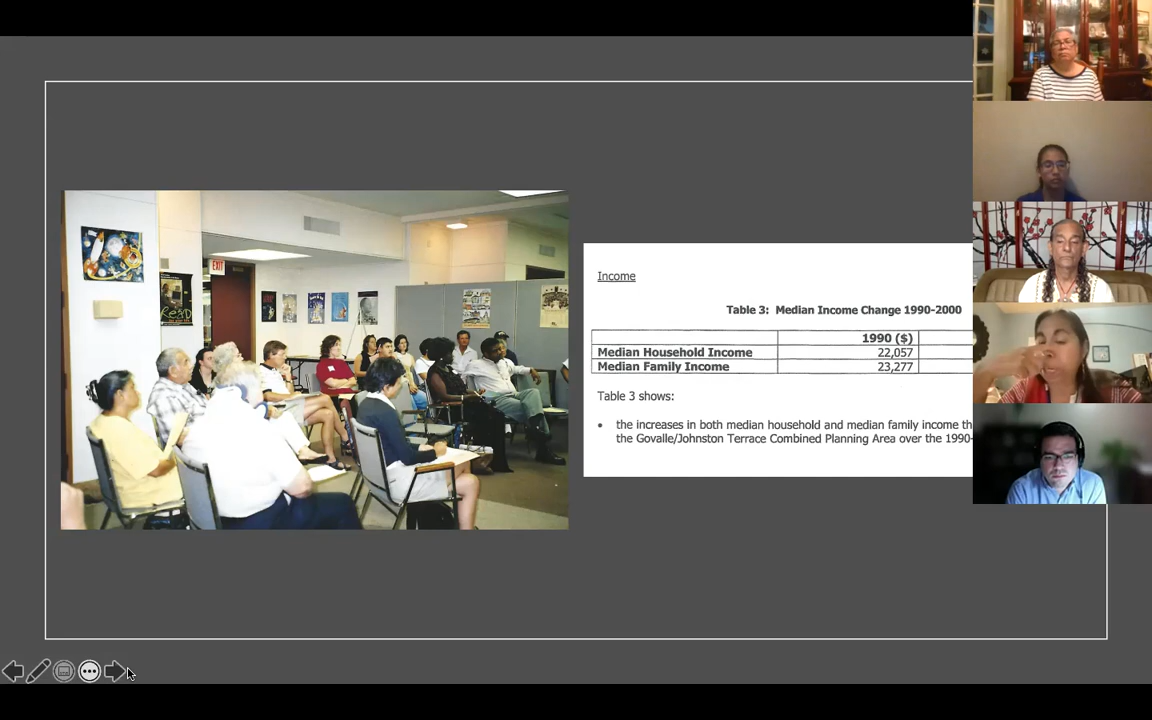 EXIT
READ
Income
Table 3: Median Income Change 1990-2000
1990 ($)
Median Household Income 22,057
Median Family Income 23,277
Table 3 shows:
• the increases in both median household and median family income th
the Govalle/Johnston Terrace Combined Planning Area over the 1990-